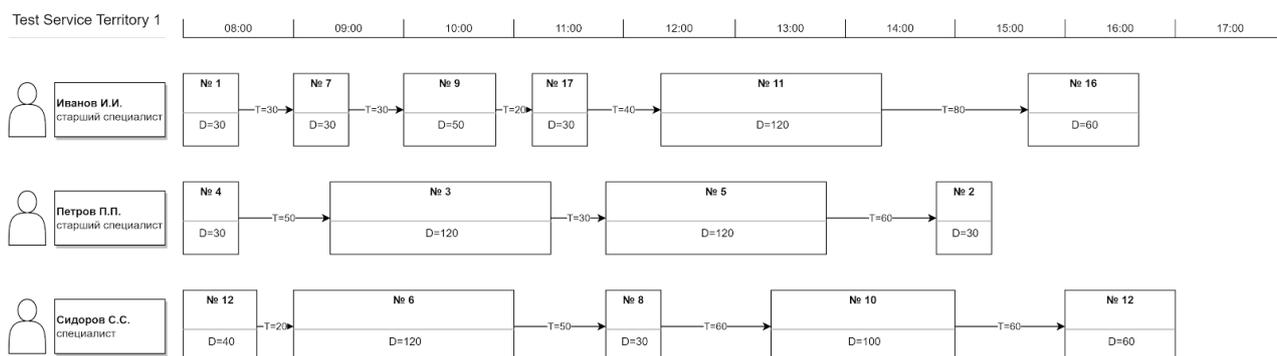 Test Service Territory 1
08:00 09:00 10:00 11:00 12:00 13:00 14:00 15:00 16:00 17:00
Иванов И.И.
старший специалист
№ 1 № 7 № 9 № 17 № 11 № 16
T=30 T=30 T=20 T=40 T=80
D=30 D=30 D=50 D=30 D=120 D=60
Петров П.П.
старший специалист
№ 4 № 3 № 5 № 2
T=50 T=30 T=60
D=30 D=120 D=120 D=30
Сидоров С.С.
специалист
№ 12 № 6 № 8 № 10 № 12
T=20 T=50 T=60 T=60
D=40 D=120 D=30 D=100 D=60